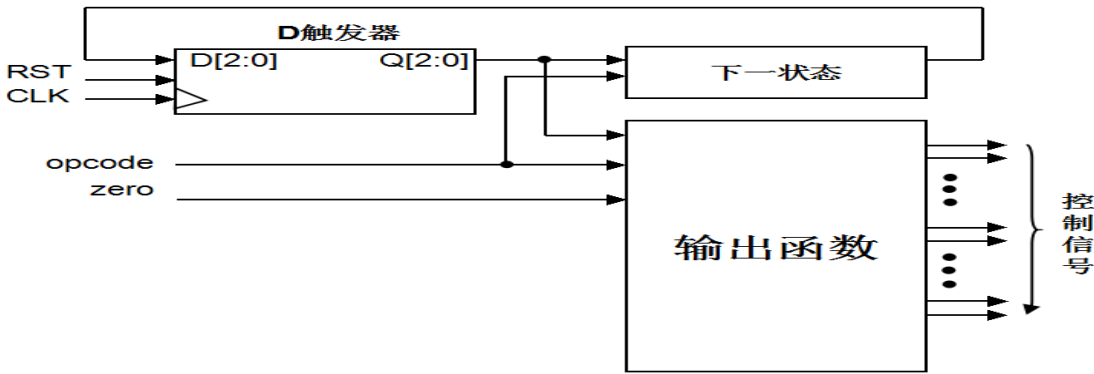 D触发器
D[2:0]
Q[2:0]
下一状态
RST
CLK
opcode
zero
输出函数
控制信号